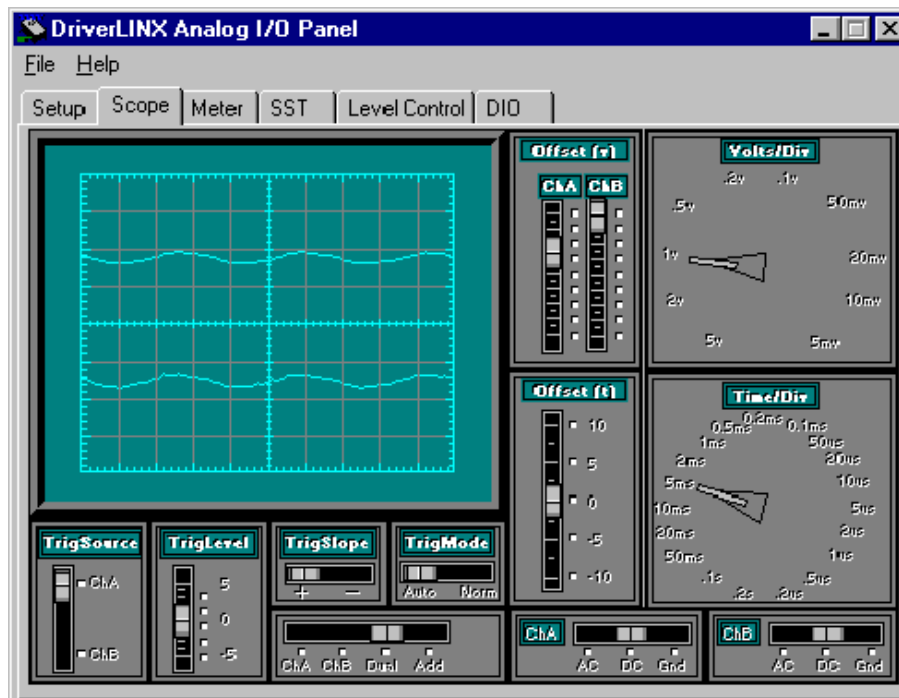 DriverLINX Analog I/O Panel
File Help
Setup Scope Meter SST Level Control DIO
Offset (v)
ChA ChB
Volts/Div
.2v .1v
.5v 50mv
1v 20mv
2v 10mv
5v 5mv
Offset (t)
10
5
0
-5
-10
Time/Div
0.5ms 0.2ms 0.1ms
1ms 50us
2ms 20us
5ms 10us
10ms 5us
20ms 2us
50ms 1us
.1s .5us
.2s .2us
TrigSource
ChA
ChB
TrigLevel
5
0
-5
TrigSlope
+ -
TrigMode
Auto Norm
ChA ChB Dual Add
ChA
AC DC Gnd
ChB
AC DC Gnd